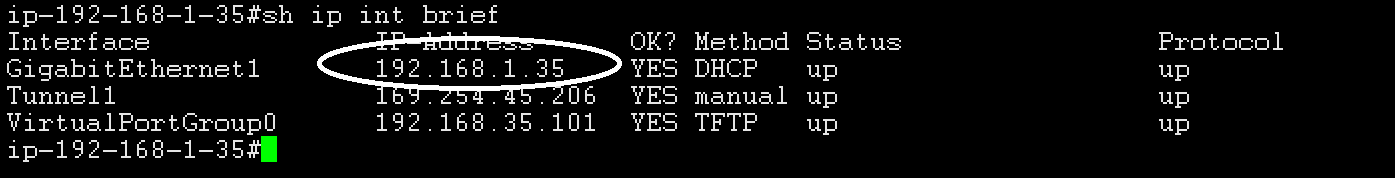 ip-192-168-1-35#sh ip int brief
Interface IP-Address OK? Method Status Protocol
GigabitEthernet1 192.168.1.35 YES DHCP up up
Tunnel1 169.254.45.206 YES manual up up
VirtualPortGroup0 192.168.35.101 YES TFTP up up
ip-192-168-1-35#